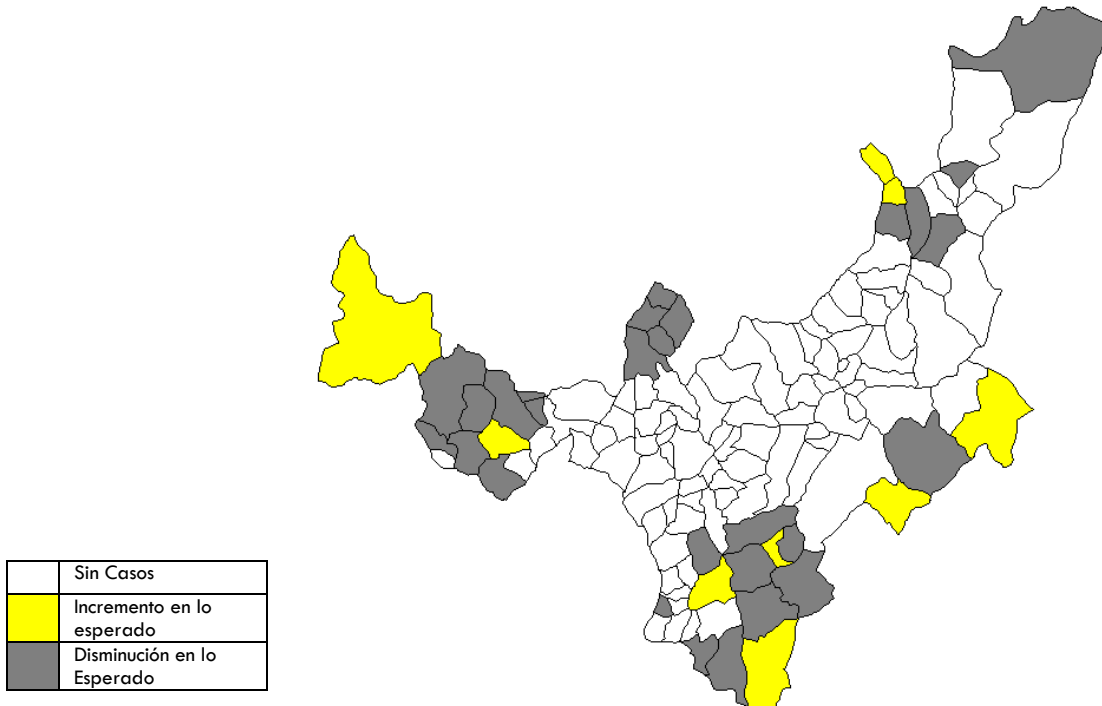 Sin Casos
Incremento en lo
esperado
Disminución en lo
Esperado